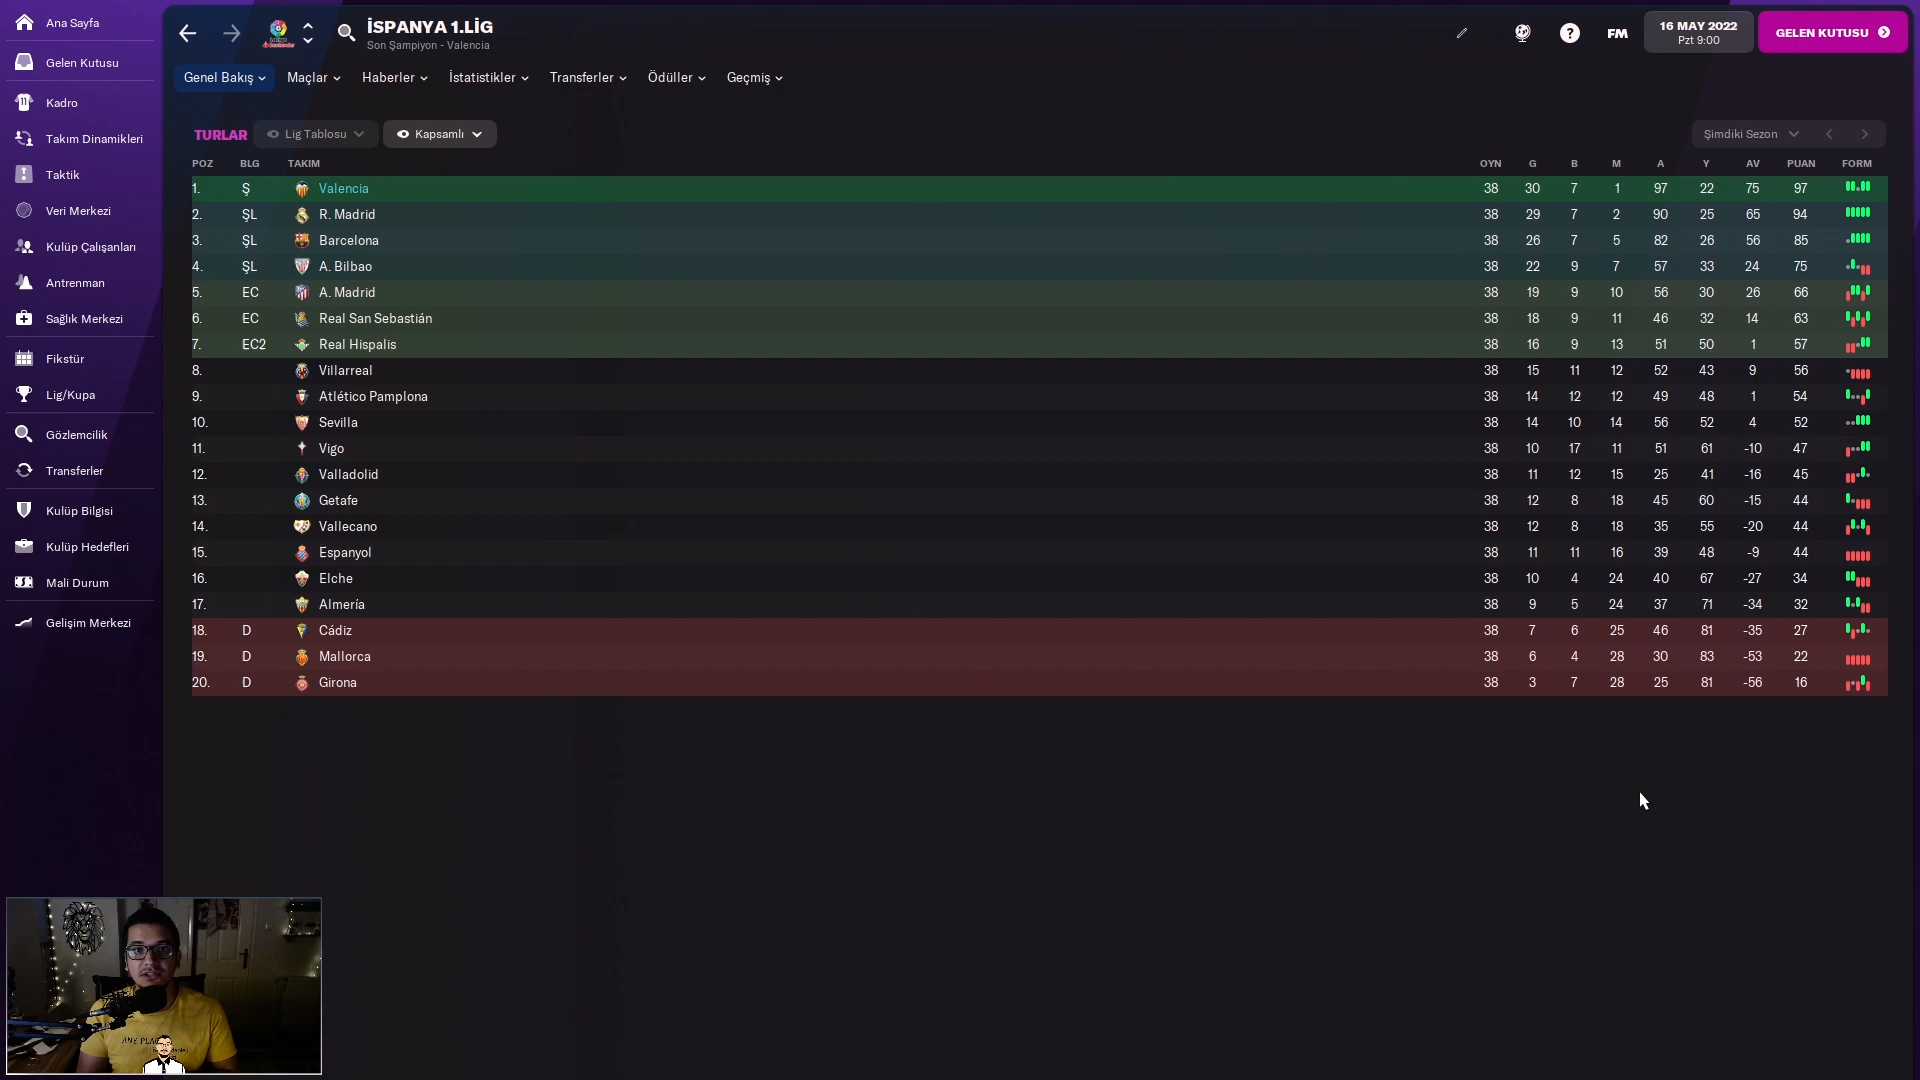 Ana Sayfa
Gelen Kutusu
Kadro
Takım Dinamikleri
Taktik
Veri Merkezi
Kulüp Çalışanları
Antrenman
Sağlık Merkezi
Fikstür
Lig/Kupa
Gözlemcilik
Transferler
Kulüp Bilgisi
Kulüp Hedefleri
Mali Durum
Gelişim Merkezi
İSPANYA 1.LİG
Son Şampiyon - Valencia
FM
16 MAY 2022
Pzt 9:00
GELEN KUTUSU
Genel Bakış Maçlar Haberler İstatistikler Transferler Ödüller Geçmiş
TURLAR Lig Tablosu Kapsamlı Şimdiki Sezon
POZ BLG TAKIM OYN G B M A Y AV PUAN FORM
1. Ş Valencia 38 30 7 1 97 22 75 97
2. ŞL R. Madrid 38 29 7 2 90 25 65 94
3. ŞL Barcelona 38 26 7 5 82 26 56 85
4. ŞL A. Bilbao 38 22 9 7 57 33 24 75
5. EC A. Madrid 38 19 9 10 56 30 26 66
6. EC Real San Sebastián 38 18 9 11 46 32 14 63
7. EC2 Real Hispalis 38 16 9 13 51 50 1 57
8. Villarreal 38 15 11 12 52 43 9 56
9. Atlético Pamplona 38 14 12 12 49 48 1 54
10. Sevilla 38 14 10 14 56 52 4 52
11. Vigo 38 10 17 11 51 61 -10 47
12. Valladolid 38 11 12 15 25 41 -16 45
13. Getafe 38 12 8 18 45 60 -15 44
14. Vallecano 38 12 8 18 35 55 -20 44
15. Espanyol 38 11 11 16 39 48 -9 44
16. Elche 38 10 4 24 40 67 -27 34
17. Almería 38 9 5 24 37 71 -34 32
18. D Cádiz 38 7 6 25 46 81 -35 27
19. D Mallorca 38 6 4 28 30 83 -53 22
20. D Girona 38 3 7 28 25 81 -56 16
ANY PLAC